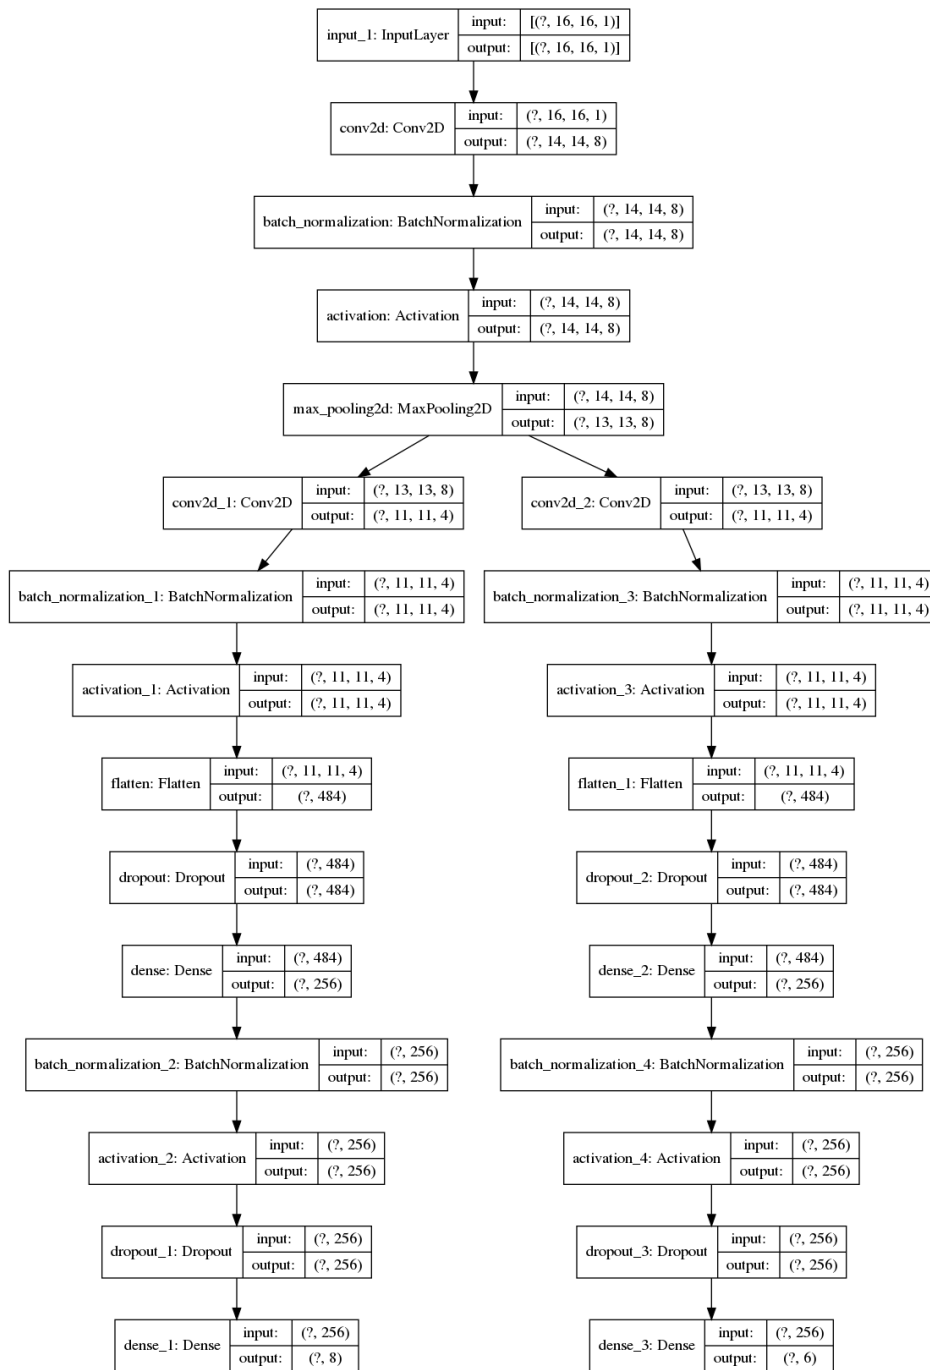 input_1: InputLayer
input: [(?, 16, 16, 1)]
output: [(?, 16, 16, 1)]
conv2d: Conv2D
input: (?, 16, 16, 1)
output: (?, 14, 14, 8)
batch_normalization: BatchNormalization
input: (?, 14, 14, 8)
output: (?, 14, 14, 8)
activation: Activation
input: (?, 14, 14, 8)
output: (?, 14, 14, 8)
max_pooling2d: MaxPooling2D
input: (?, 14, 14, 8)
output: (?, 13, 13, 8)
conv2d_1: Conv2D
input: (?, 13, 13, 8)
output: (?, 11, 11, 4)
conv2d_2: Conv2D
input: (?, 13, 13, 8)
output: (?, 11, 11, 4)
batch_normalization_1: BatchNormalization
input: (?, 11, 11, 4)
output: (?, 11, 11, 4)
batch_normalization_3: BatchNormalization
input: (?, 11, 11, 4)
output: (?, 11, 11, 4)
activation_1: Activation
input: (?, 11, 11, 4)
output: (?, 11, 11, 4)
activation_3: Activation
input: (?, 11, 11, 4)
output: (?, 11, 11, 4)
flatten: Flatten
input: (?, 11, 11, 4)
output: (?, 484)
flatten_1: Flatten
input: (?, 11, 11, 4)
output: (?, 484)
dropout: Dropout
input: (?, 484)
output: (?, 484)
dropout_2: Dropout
input: (?, 484)
output: (?, 484)
dense: Dense
input: (?, 484)
output: (?, 256)
dense_2: Dense
input: (?, 484)
output: (?, 256)
batch_normalization_2: BatchNormalization
input: (?, 256)
output: (?, 256)
batch_normalization_4: BatchNormalization
input: (?, 256)
output: (?, 256)
activation_2: Activation
input: (?, 256)
output: (?, 256)
activation_4: Activation
input: (?, 256)
output: (?, 256)
dropout_1: Dropout
input: (?, 256)
output: (?, 256)
dropout_3: Dropout
input: (?, 256)
output: (?, 256)
dense_1: Dense
input: (?, 256)
output: (?, 8)
dense_3: Dense
input: (?, 256)
output: (?, 6)